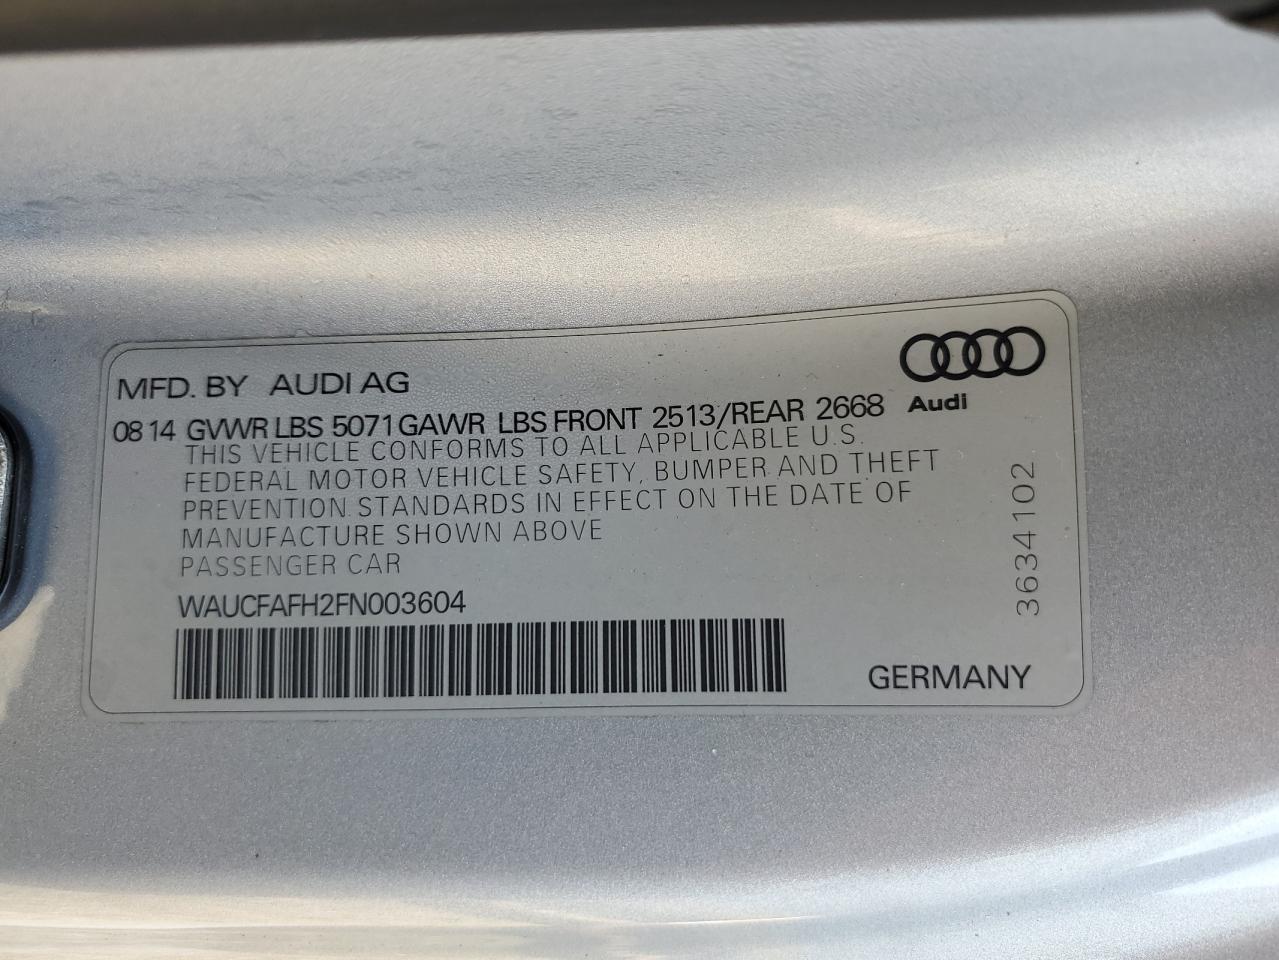 MFD. BY AUDI AG
0814 GVWR LBS 5071 GAWR LBS FRONT 2513/REAR 2668
Audi
THIS VEHICLE CONFORMS TO ALL APPLICABLE U.S.
FEDERAL MOTOR VEHICLE SAFETY, BUMPER AND THEFT
PREVENTION STANDARDS IN EFFECT ON THE DATE OF
MANUFACTURE SHOWN ABOVE
PASSENGER CAR
WAUCFAFH2FN003604
3634102
GERMANY